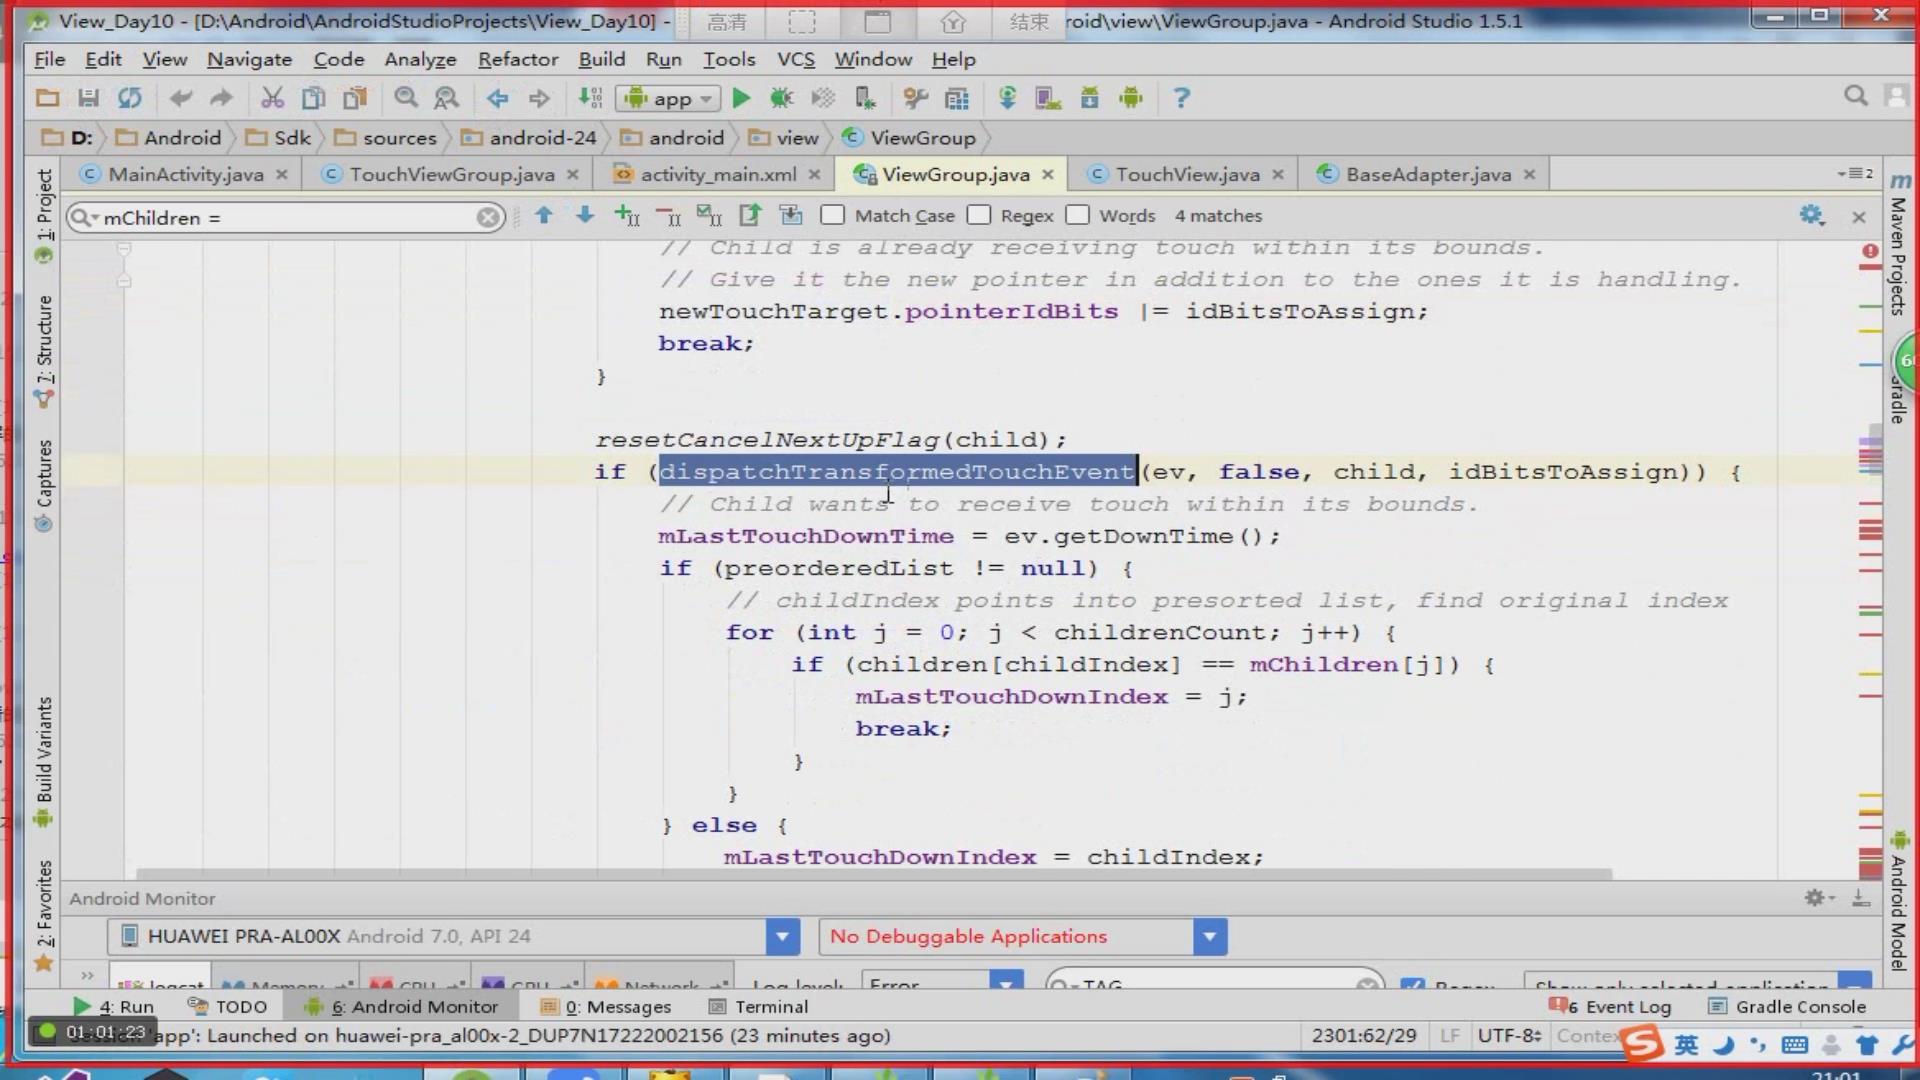 View_Day10 - [D:\Android\AndroidStudioProjects\View_Day10] - 高清 结束 roid\view\ViewGroup.java - Android Studio 1.5.1
File Edit View Navigate Code Analyze Refactor Build Run Tools VCS Window Help
app
D: Android Sdk sources android-24 android view ViewGroup
MainActivity.java TouchViewGroup.java activity_main.xml ViewGroup.java TouchView.java BaseAdapter.java
mChildren = Match Case Regex Words 4 matches
// Child is already receiving touch within its bounds.
// Give it the new pointer in addition to the ones it is handling.
newTouchTarget.pointerIdBits |= idBitsToAssign;
break;
}
resetCancelNextUpFlag(child);
if (dispatchTransformedTouchEvent(ev, false, child, idBitsToAssign)) {
// Child wants to receive touch within its bounds.
mLastTouchDownTime = ev.getDownTime();
if (preorderedList != null) {
// childIndex points into presorted list, find original index
for (int j = 0; j < childrenCount; j++) {
if (children[childIndex] == mChildren[j]) {
mLastTouchDownIndex = j;
break;
}
}
} else {
mLastTouchDownIndex = childIndex;
1: Project
7: Structure
Captures
Build Variants
2: Favorites
Maven Projects
Gradle
Android Model
Android Monitor
HUAWEI PRA-AL00X Android 7.0, API 24 No Debuggable Applications
logcat Memory CPU GPU Network Log level: Error TAG Regex Show only selected application
4: Run TODO 6: Android Monitor 0: Messages Terminal 6 Event Log Gradle Console
01:01:23 'app': Launched on huawei-pra_al00x-2_DUP7N17222002156 (23 minutes ago) 2301:62/29 LF UTF-8 英
21:01